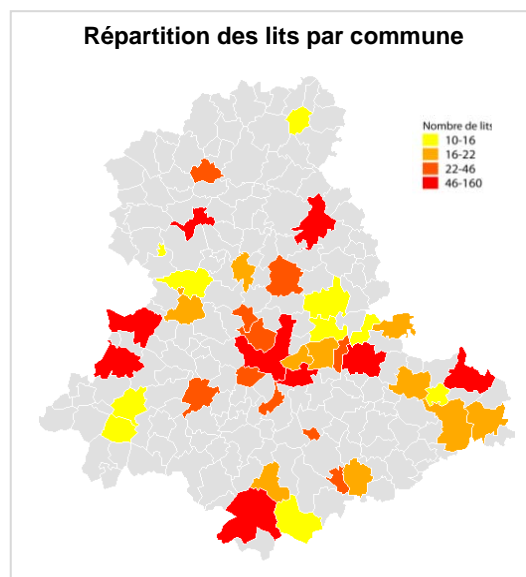 Répartition des lits par commune
Nombre de lits
10-16
16-22
22-46
46-160